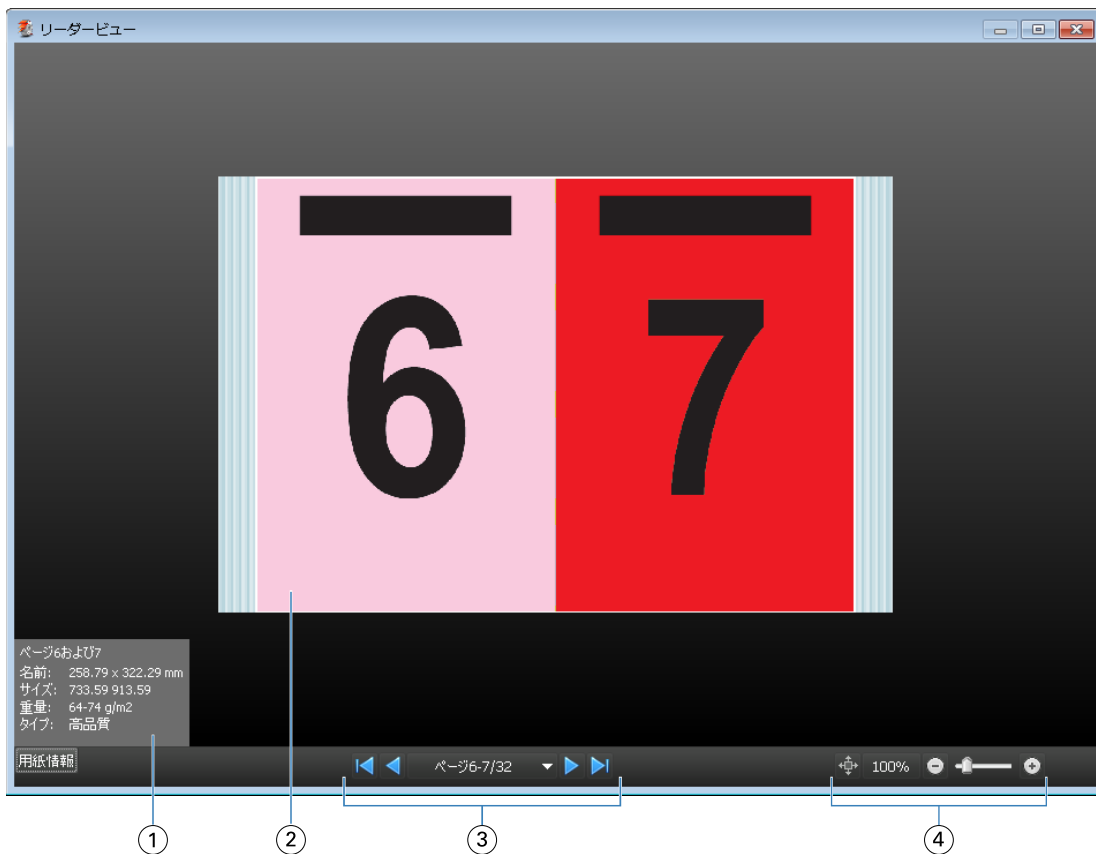 リーダービュー
6
7
ページ6および7
名前: 258.79 x 322.29 mm
サイズ: 733.59 913.59
重量: 64-74 g/m2
タイプ: 高品質
用紙情報
ページ6-7/32
100%
1
2
3
4